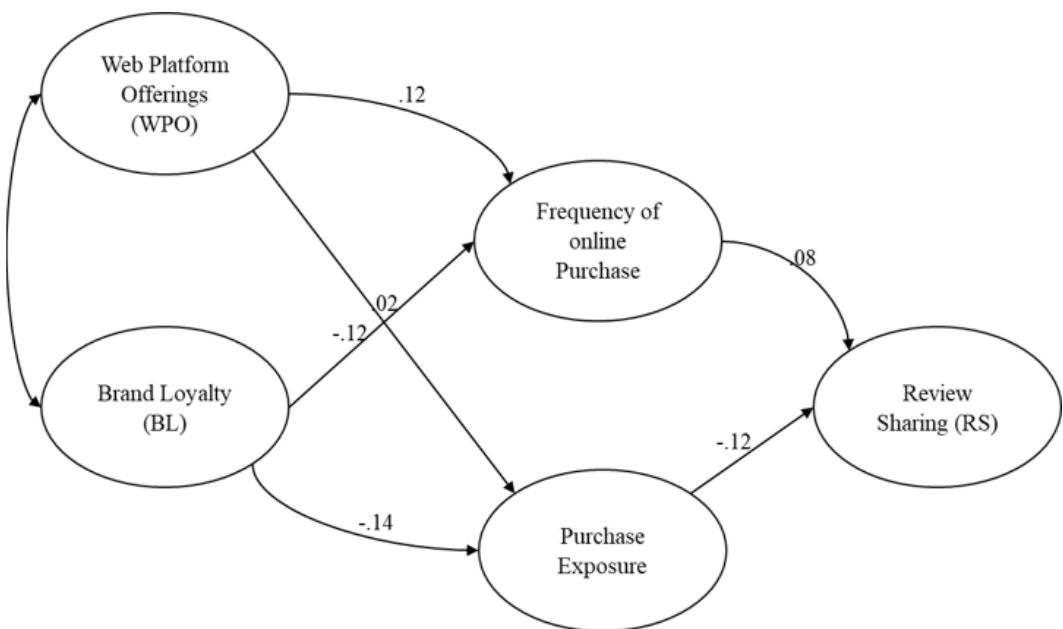 Web Platform
Offerings
(WPO)
.12
Frequency of
online
Purchase
.08
.02
-.12
Brand Loyalty
(BL)
Review
Sharing (RS)
-.12
-.14
Purchase
Exposure